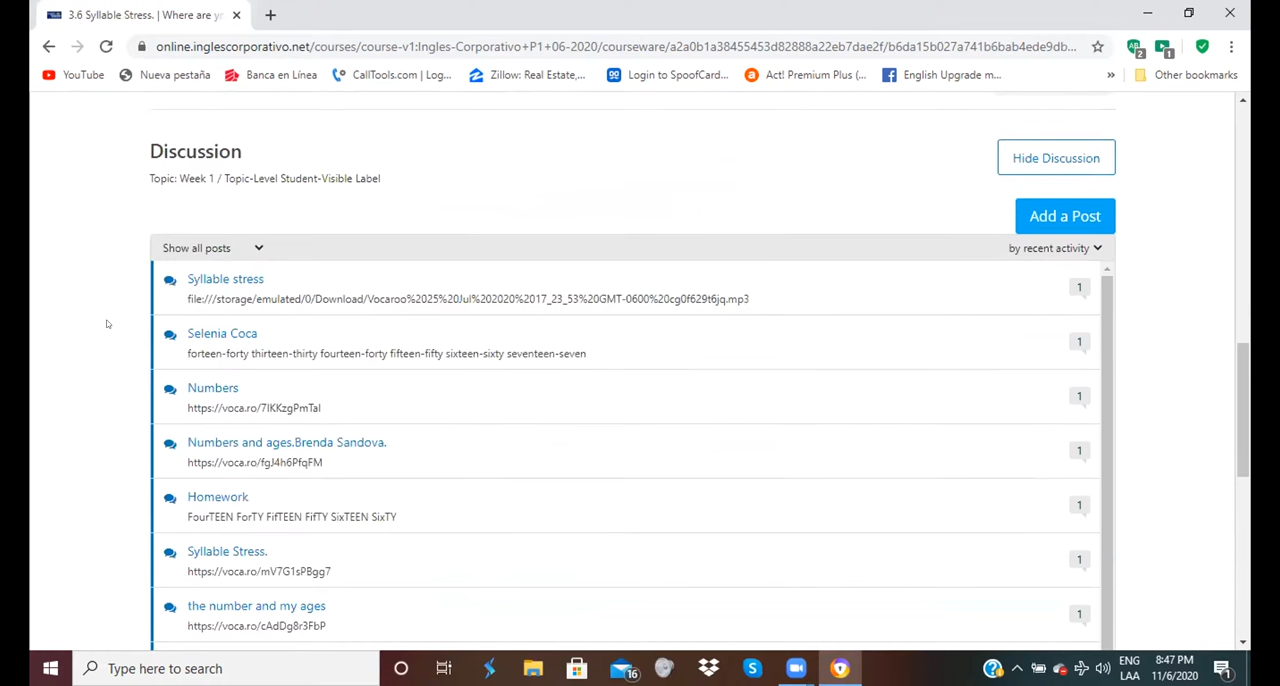 3.6 Syllable Stress. | Where are yo
online.inglescorporativo.net/courses/course-v1:Ingles-Corporativo+P1+06-2020/courseware/a2a0b1a38455453d82888a22eb7dae2f/b6da15b027a741b6bab4ede9db...
2
1
YouTube
Nueva pestaña
Banca en Línea
CallTools.com | Log...
Zillow: Real Estate,...
Login to SpoofCard...
Act! Premium Plus (...
English Upgrade m...
»
Other bookmarks
Discussion
Hide Discussion
Topic: Week 1 / Topic-Level Student-Visible Label
Add a Post
Show all posts
by recent activity
Syllable stress
file:///storage/emulated/0/Download/Vocaroo%2025%20Jul%202020%2017_23_53%20GMT-0600%20cg0f629t6jq.mp3
1
Selenia Coca
forteen-forty thirteen-thirty fourteen-forty fifteen-fifty sixteen-sixty seventeen-seven
1
Numbers
https://voca.ro/7IKKzgPmTaI
1
Numbers and ages.Brenda Sandova.
https://voca.ro/fgJ4h6PfqFM
1
Homework
FourTEEN ForTY FifTEEN FifTY SixTEEN SixTY
1
Syllable Stress.
https://voca.ro/mV7G1sPBgg7
1
the number and my ages
https://voca.ro/cAdDg8r3FbP
1
Type here to search
16
ENG
LAA
8:47 PM
11/6/2020
1